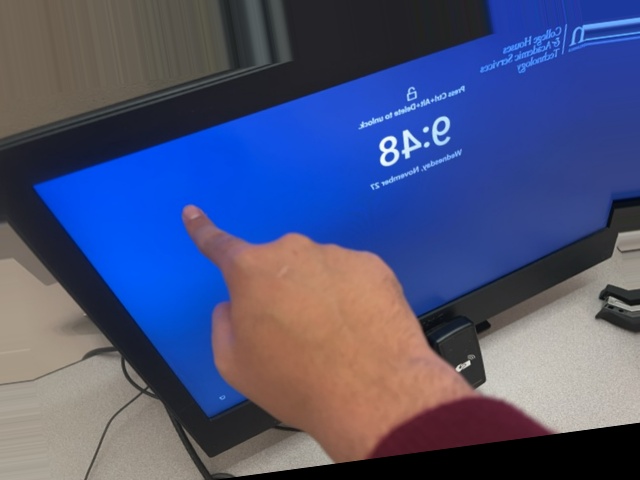 College Houses
& Academic Services
Technology
Press Ctrl+Alt+Delete to unlock.
9:48
Wednesday, November 27